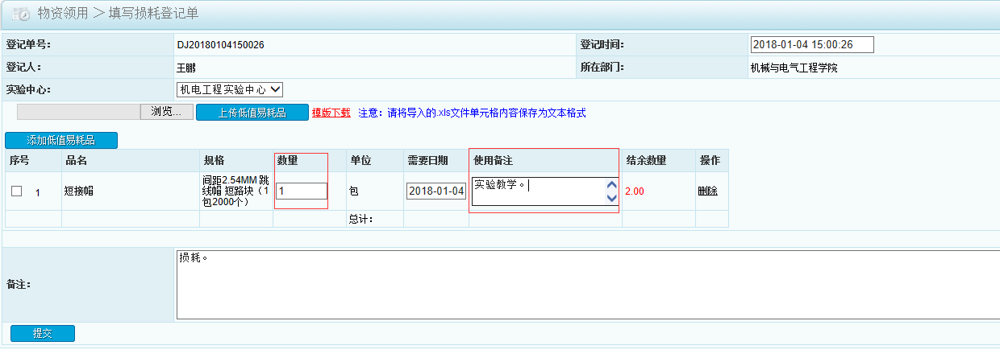 物资领用 ＞ 填写损耗登记单
登记单号： DJ20180104150026 登记时间： 2018-01-04 15:00:26
登记人： 王鹏 所在部门： 机械与电气工程学院
实验中心： 机电工程实验中心
浏览... 上传低值易耗品 模版下载 注意：请将导入的.xls文件单元格内容保存为文本格式
添加低值易耗品
序号 品名 规格 数量 单位 需要日期 使用备注 结余数量 操作
1 短接帽 间距2.54MM 跳线帽 短路块（1包2000个） 1 包 2018-01-04 实验教学。 2.00 删除
总计：
备注： 损耗。
提交